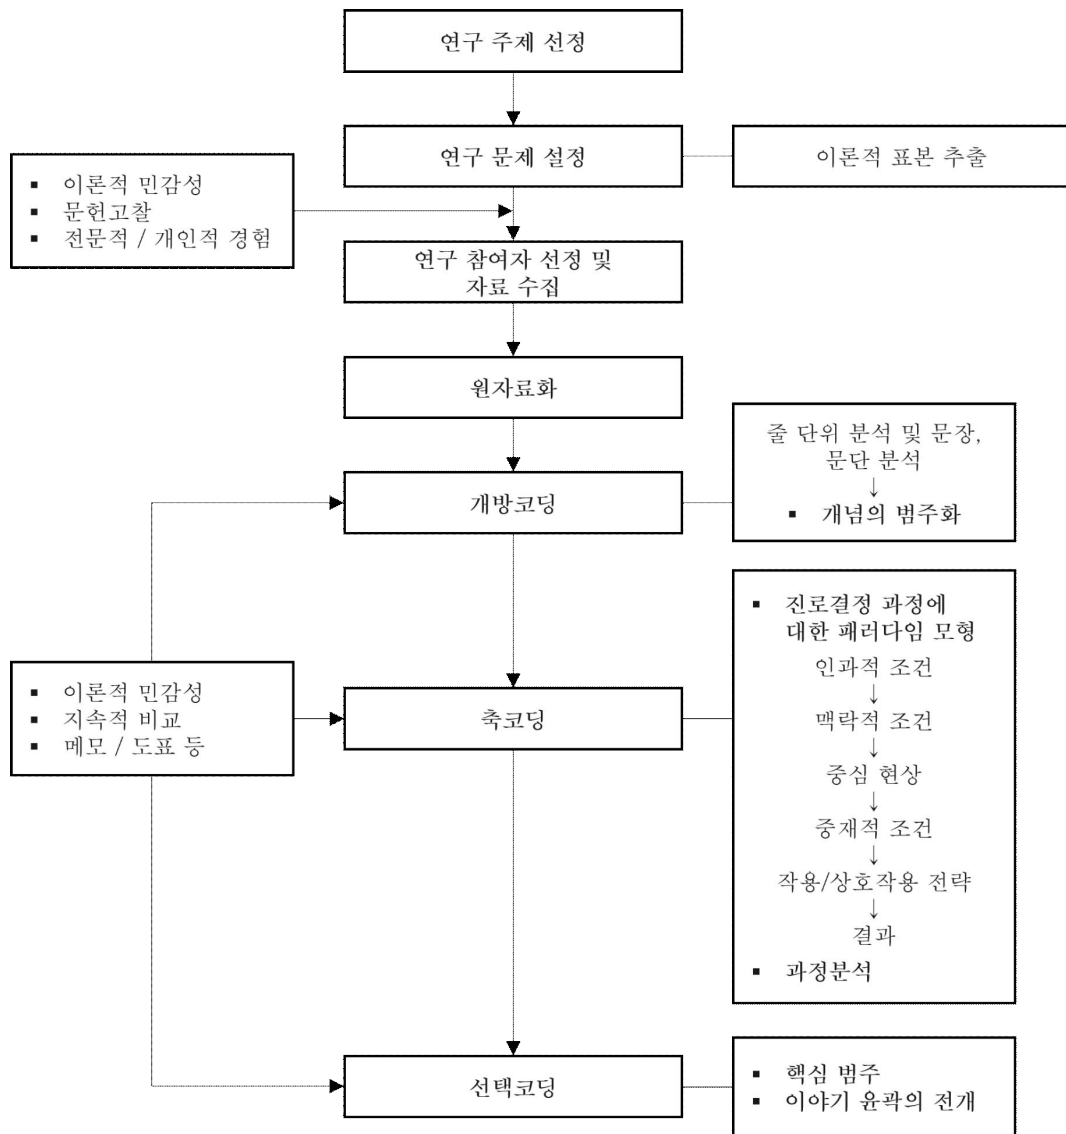 연구 주제 선정
연구 문제 설정
이론적 표본 추출
▪ 이론적 민감성
▪ 문헌고찰
▪ 전문적 / 개인적 경험
연구 참여자 선정 및
자료 수집
원자료화
줄 단위 분석 및 문장,
문단 분석
↓
▪ 개념의 범주화
개방코딩
▪ 진로결정 과정에
대한 패러다임 모형
인과적 조건
↓
맥락적 조건
↓
중심 현상
↓
중재적 조건
↓
작용/상호작용 전략
↓
결과
▪ 과정분석
▪ 이론적 민감성
▪ 지속적 비교
▪ 메모 / 도표 등
축코딩
선택코딩
▪ 핵심 범주
▪ 이야기 윤곽의 전개